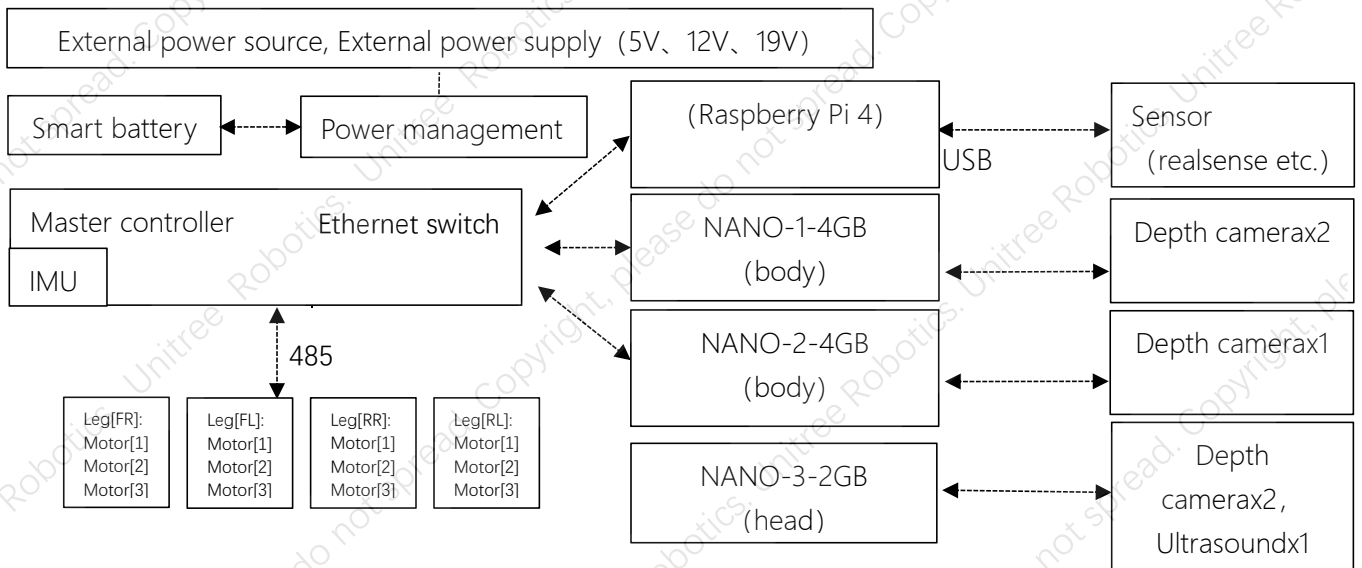 External power source, External power supply（5V、12V、19V）
Smart battery
Power management
(Raspberry Pi 4)
USB
Sensor
（realsense etc.）
Master controller
Ethernet switch
IMU
NANO-1-4GB
（body）
Depth camerax2
NANO-2-4GB
（body）
Depth camerax1
485
Leg[FR]:
Motor[1]
Motor[2]
Motor[3]
Leg[FL]:
Motor[1]
Motor[2]
Motor[3]
Leg[RR]:
Motor[1]
Motor[2]
Motor[3]
Leg[RL]:
Motor[1]
Motor[2]
Motor[3]
NANO-3-2GB
（head）
Depth
camerax2，
Ultrasoundx1